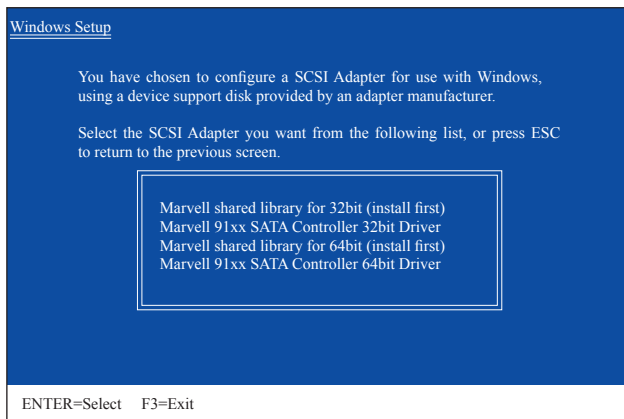 Windows Setup
You have chosen to configure a SCSI Adapter for use with Windows,
using a device support disk provided by an adapter manufacturer.
Select the SCSI Adapter you want from the following list, or press ESC
to return to the previous screen.
Marvell shared library for 32bit (install first)
Marvell 91xx SATA Controller 32bit Driver
Marvell shared library for 64bit (install first)
Marvell 91xx SATA Controller 64bit Driver
ENTER=Select F3=Exit